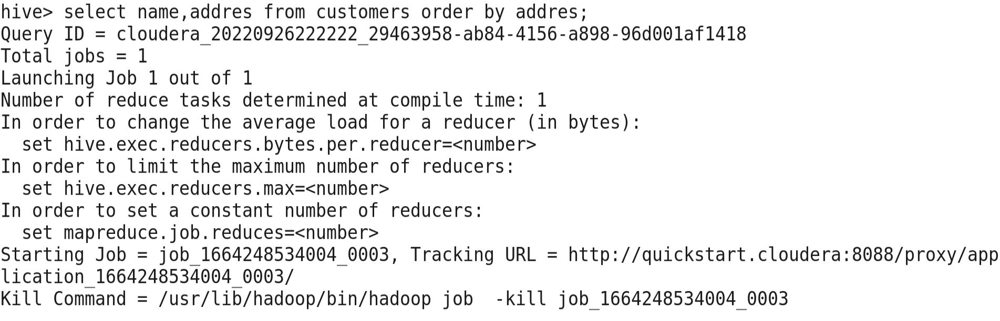 hive> select name,addres from customers order by addres;
Query ID = cloudera_20220926222222_29463958-ab84-4156-a898-96d001af1418
Total jobs = 1
Launching Job 1 out of 1
Number of reduce tasks determined at compile time: 1
In order to change the average load for a reducer (in bytes):
  set hive.exec.reducers.bytes.per.reducer=<number>
In order to limit the maximum number of reducers:
  set hive.exec.reducers.max=<number>
In order to set a constant number of reducers:
  set mapreduce.job.reduces=<number>
Starting Job = job_1664248534004_0003, Tracking URL = http://quickstart.cloudera:8088/proxy/app
lication_1664248534004_0003/
Kill Command = /usr/lib/hadoop/bin/hadoop job  -kill job_1664248534004_0003